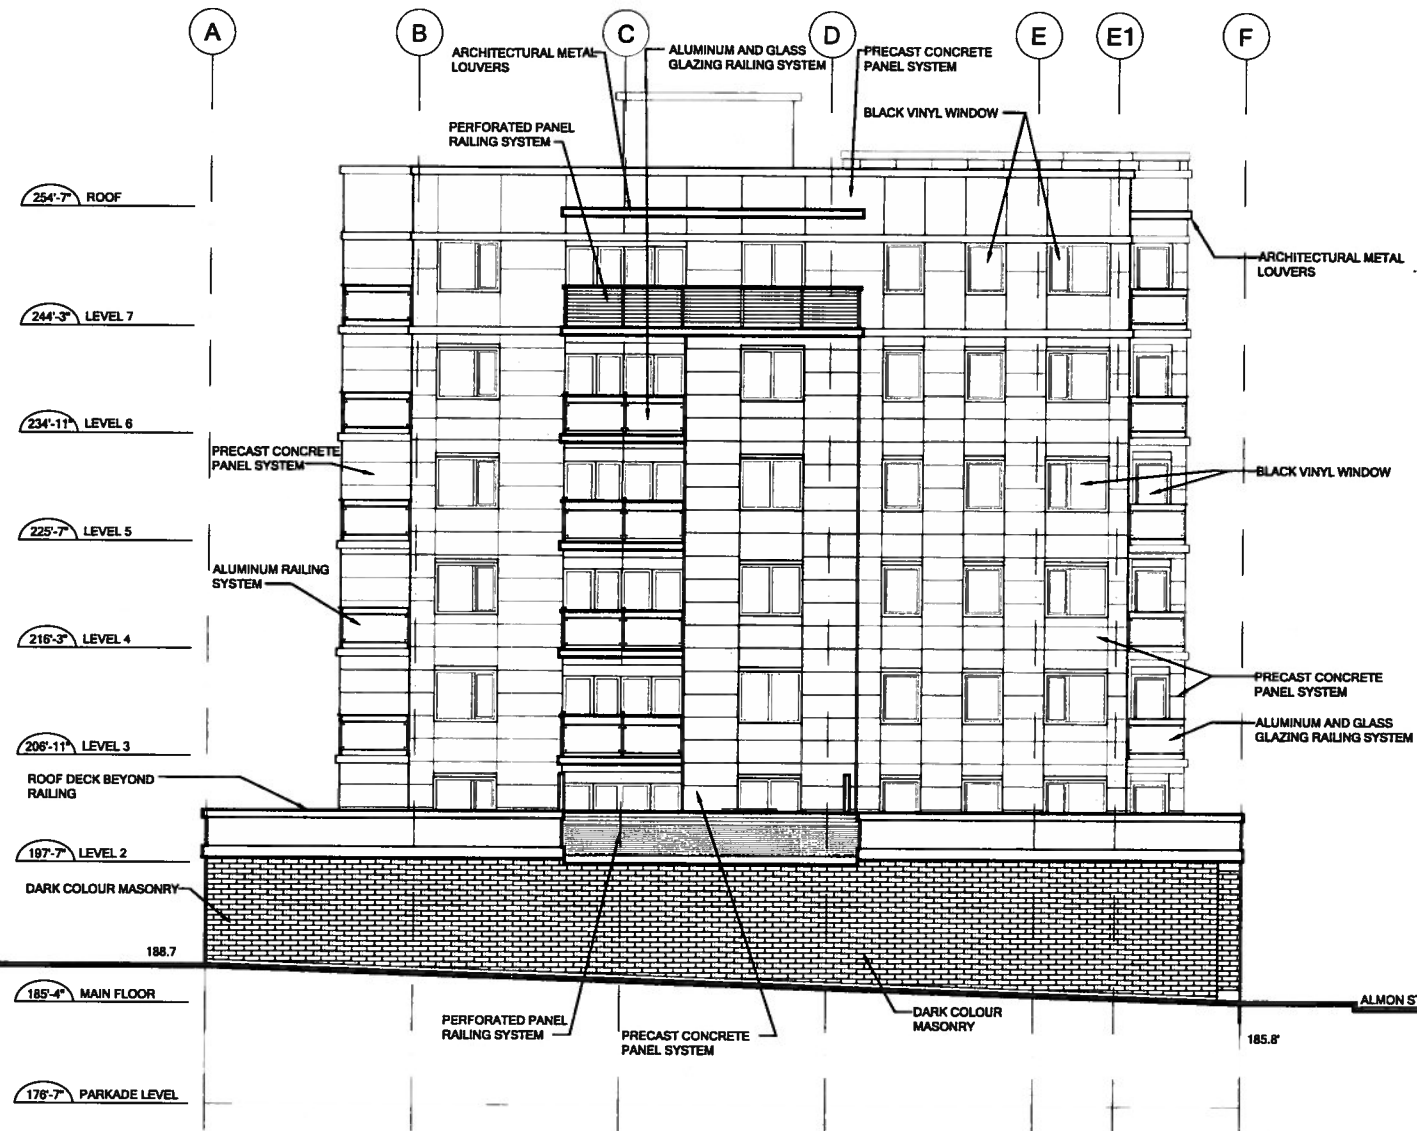 A B C D E E1 F
ARCHITECTURAL METAL
LOUVERS
ALUMINUM AND GLASS
GLAZING RAILING SYSTEM
PRECAST CONCRETE
PANEL SYSTEM
BLACK VINYL WINDOW
PERFORATED PANEL
RAILING SYSTEM
254'-7" ROOF
ARCHITECTURAL METAL
LOUVERS
244'-3" LEVEL 7
234'-11" LEVEL 6
PRECAST CONCRETE
PANEL SYSTEM
BLACK VINYL WINDOW
225'-7" LEVEL 5
ALUMINUM RAILING
SYSTEM
216'-3" LEVEL 4
PRECAST CONCRETE
PANEL SYSTEM
ALUMINUM AND GLASS
GLAZING RAILING SYSTEM
206'-11" LEVEL 3
ROOF DECK BEYOND
RAILING
197'-7" LEVEL 2
DARK COLOUR MASONRY
188.7
185'-4" MAIN FLOOR
ALMON ST
DARK COLOUR
MASONRY
PERFORATED PANEL
RAILING SYSTEM
PRECAST CONCRETE
PANEL SYSTEM
185.8'
176'-7" PARKADE LEVEL